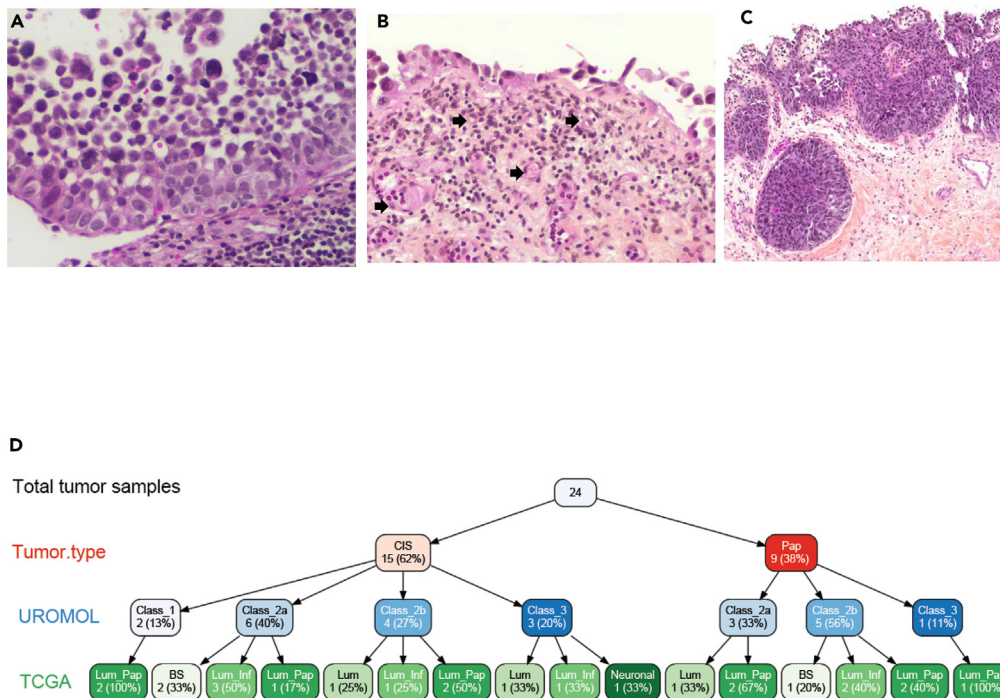 A
B
C
D
Total tumor samples
24
Tumor.type
CIS
15 (62%)
Pap
9 (38%)
UROMOL
Class_1
2 (13%)
Class_2a
6 (40%)
Class_2b
4 (27%)
Class_3
3 (20%)
Class_2a
3 (33%)
Class_2b
5 (56%)
Class_3
1 (11%)
TCGA
Lum_Pap
2 (100%)
BS
2 (33%)
Lum_Inf
3 (50%)
Lum_Pap
1 (17%)
Lum
1 (25%)
Lum_Inf
1 (25%)
Lum_Pap
2 (50%)
Lum
1 (33%)
Lum_Inf
1 (33%)
Neuronal
1 (33%)
Lum
1 (33%)
Lum_Pap
2 (67%)
BS
1 (20%)
Lum_Inf
2 (40%)
Lum_Pap
2 (40%)
Lum_Pa
1 (100%